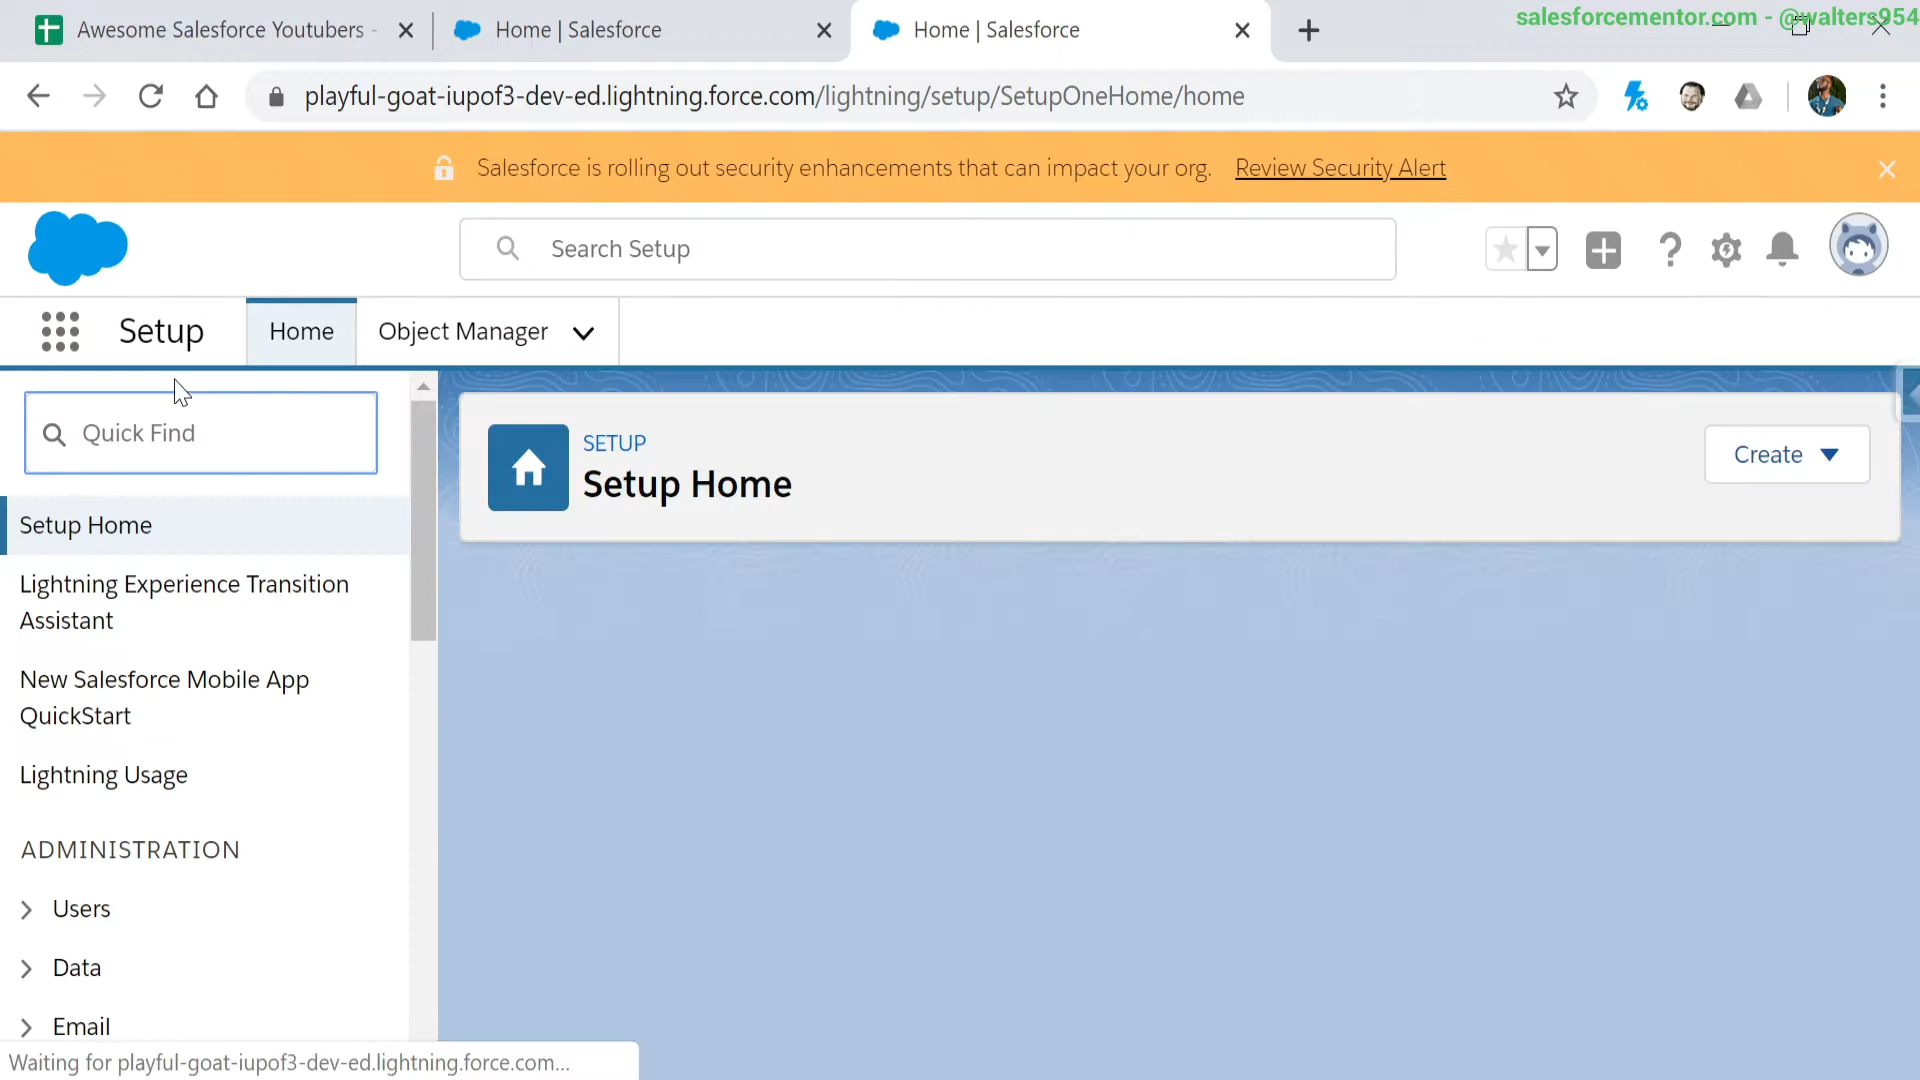 Awesome Salesforce Youtubers -
Home | Salesforce
Home | Salesforce
salesforcementor.com - @walters954
playful-goat-iupof3-dev-ed.lightning.force.com/lightning/setup/SetupOneHome/home
Salesforce is rolling out security enhancements that can impact your org. Review Security Alert
Search Setup
Setup
Home
Object Manager
Quick Find
SETUP
Setup Home
Create
Setup Home
Lightning Experience Transition
Assistant
New Salesforce Mobile App
QuickStart
Lightning Usage
ADMINISTRATION
Users
Data
Email
Waiting for playful-goat-iupof3-dev-ed.lightning.force.com...